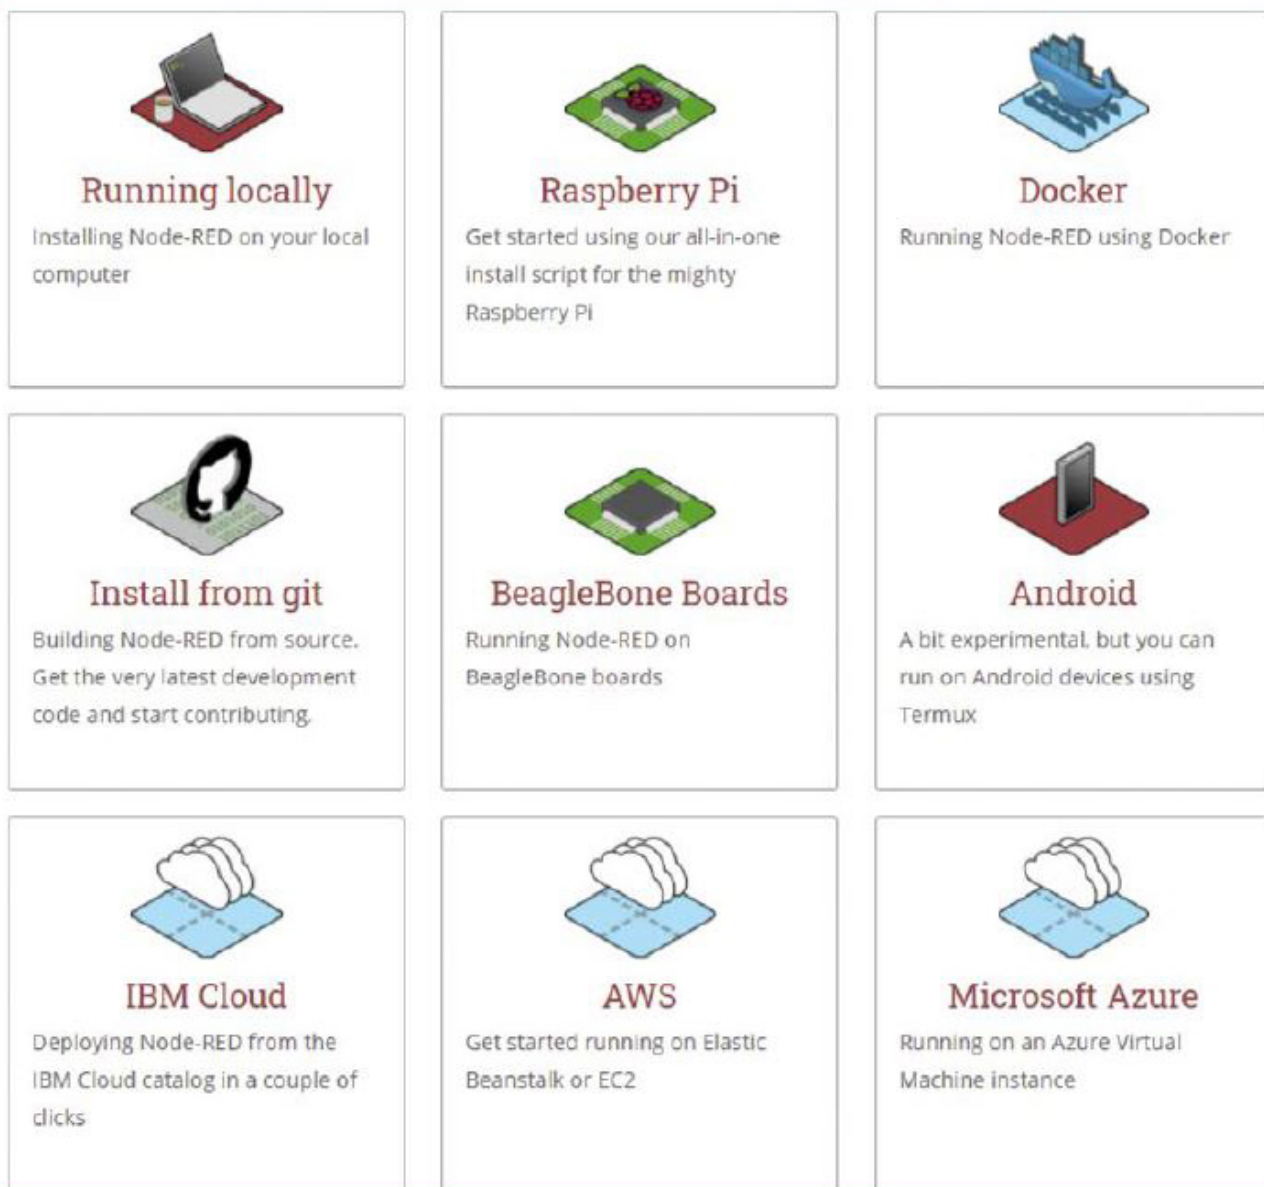 Running locally
Installing Node-RED on your local
computer
Raspberry Pi
Get started using our all-in-one
install script for the mighty
Raspberry Pi
Docker
Running Node-RED using Docker
Install from git
Building Node-RED from source.
Get the very latest development
code and start contributing.
BeagleBone Boards
Running Node-RED on
BeagleBone boards
Android
A bit experimental, but you can
run on Android devices using
Termux
IBM Cloud
Deploying Node-RED from the
IBM Cloud catalog in a couple of
clicks
AWS
Get started running on Elastic
Beanstalk or EC2
Microsoft Azure
Running on an Azure Virtual
Machine instance